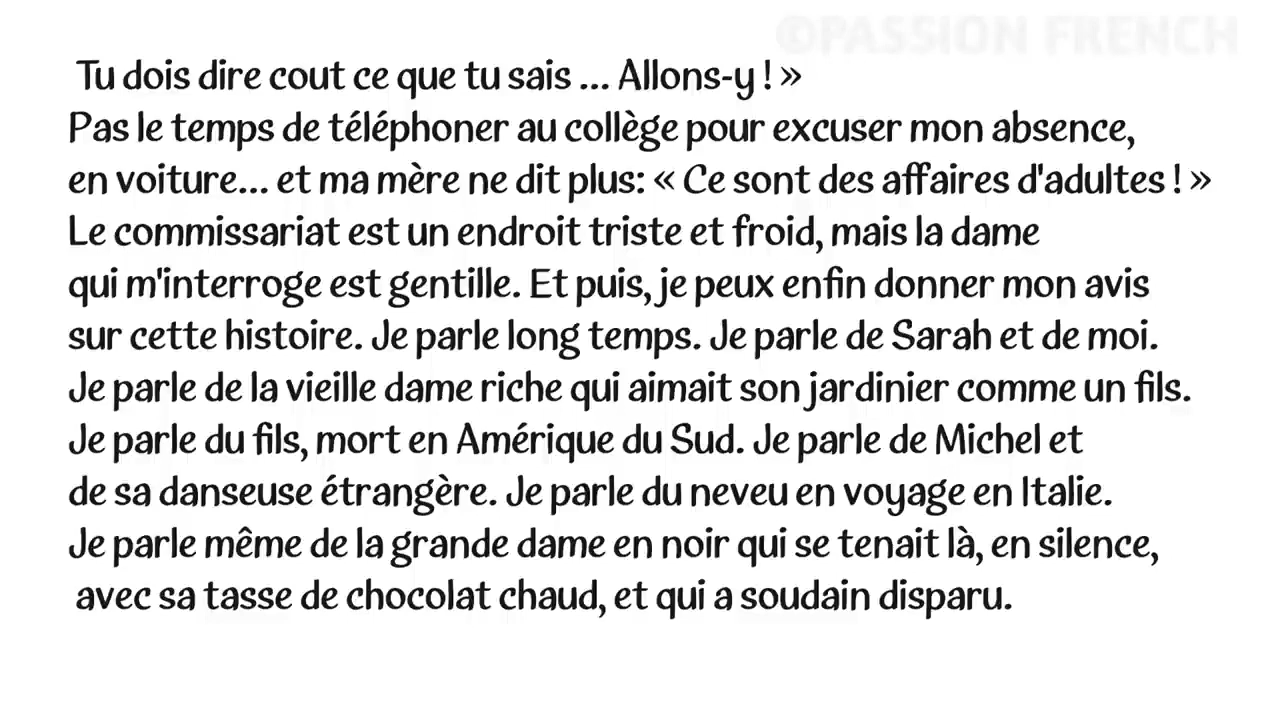 ©PASSION FRENCH
Tu dois dire cout ce que tu sais ... Allons-y ! »
Pas le temps de téléphoner au collège pour excuser mon absence,
en voiture... et ma mère ne dit plus: « Ce sont des affaires d'adultes ! »
Le commissariat est un endroit triste et froid, mais la dame
qui m'interroge est gentille. Et puis, je peux enfin donner mon avis
sur cette histoire. Je parle long temps. Je parle de Sarah et de moi.
Je parle de la vieille dame riche qui aimait son jardinier comme un fils.
Je parle du fils, mort en Amérique du Sud. Je parle de Michel et
de sa danseuse étrangère. Je parle du neveu en voyage en Italie.
Je parle même de la grande dame en noir qui se tenait là, en silence,
avec sa tasse de chocolat chaud, et qui a soudain disparu.